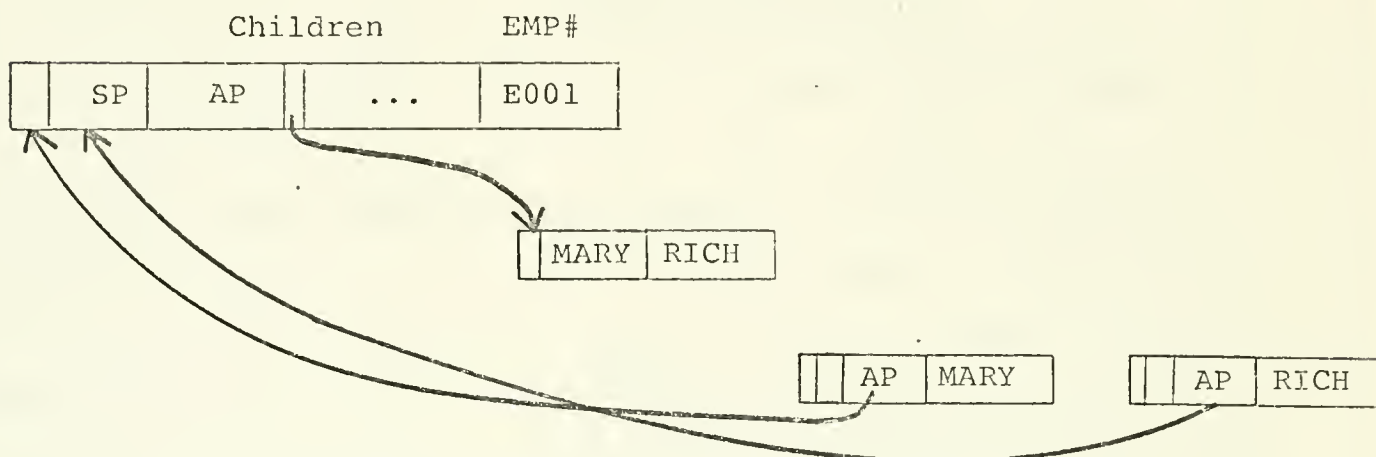 Children EMP#
SP AP ... E001
MARY RICH
AP MARY AP RICH